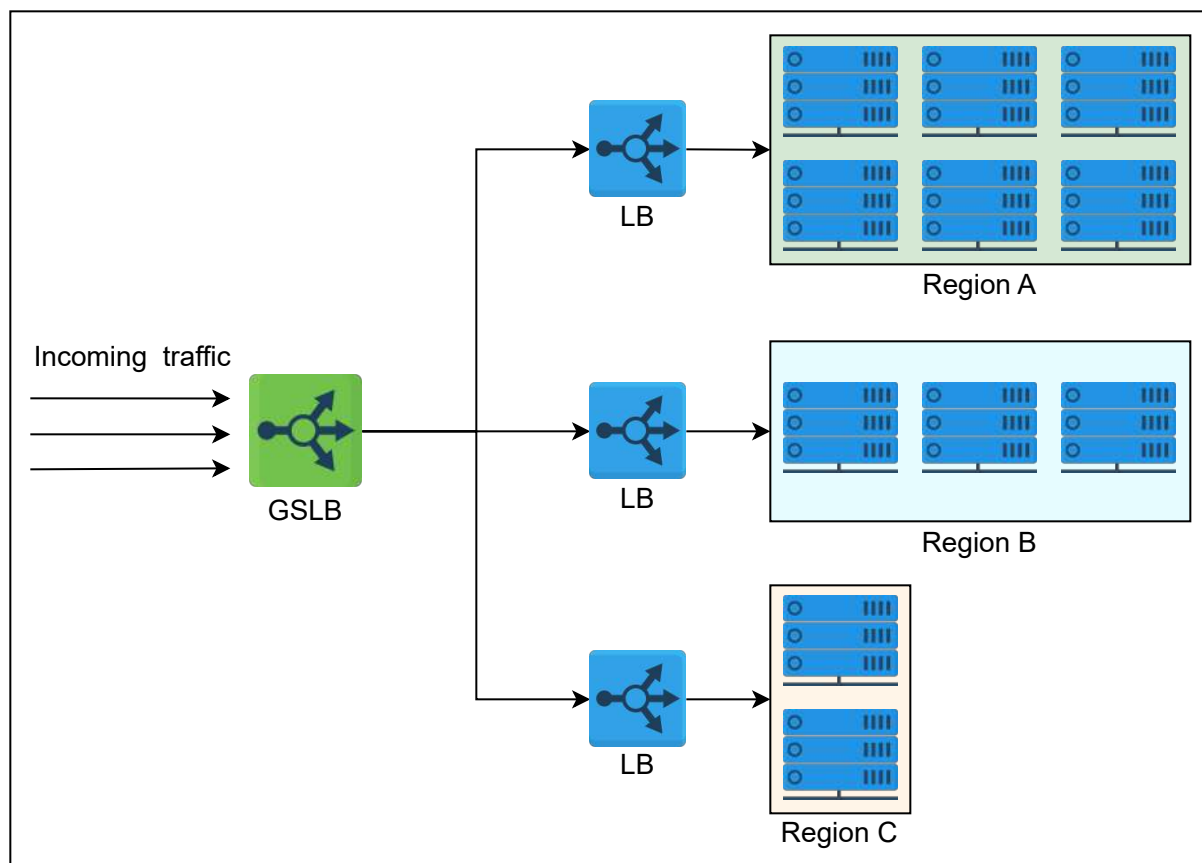 LB
Region A
Incoming traffic
GSLB
LB
Region B
LB
Region C